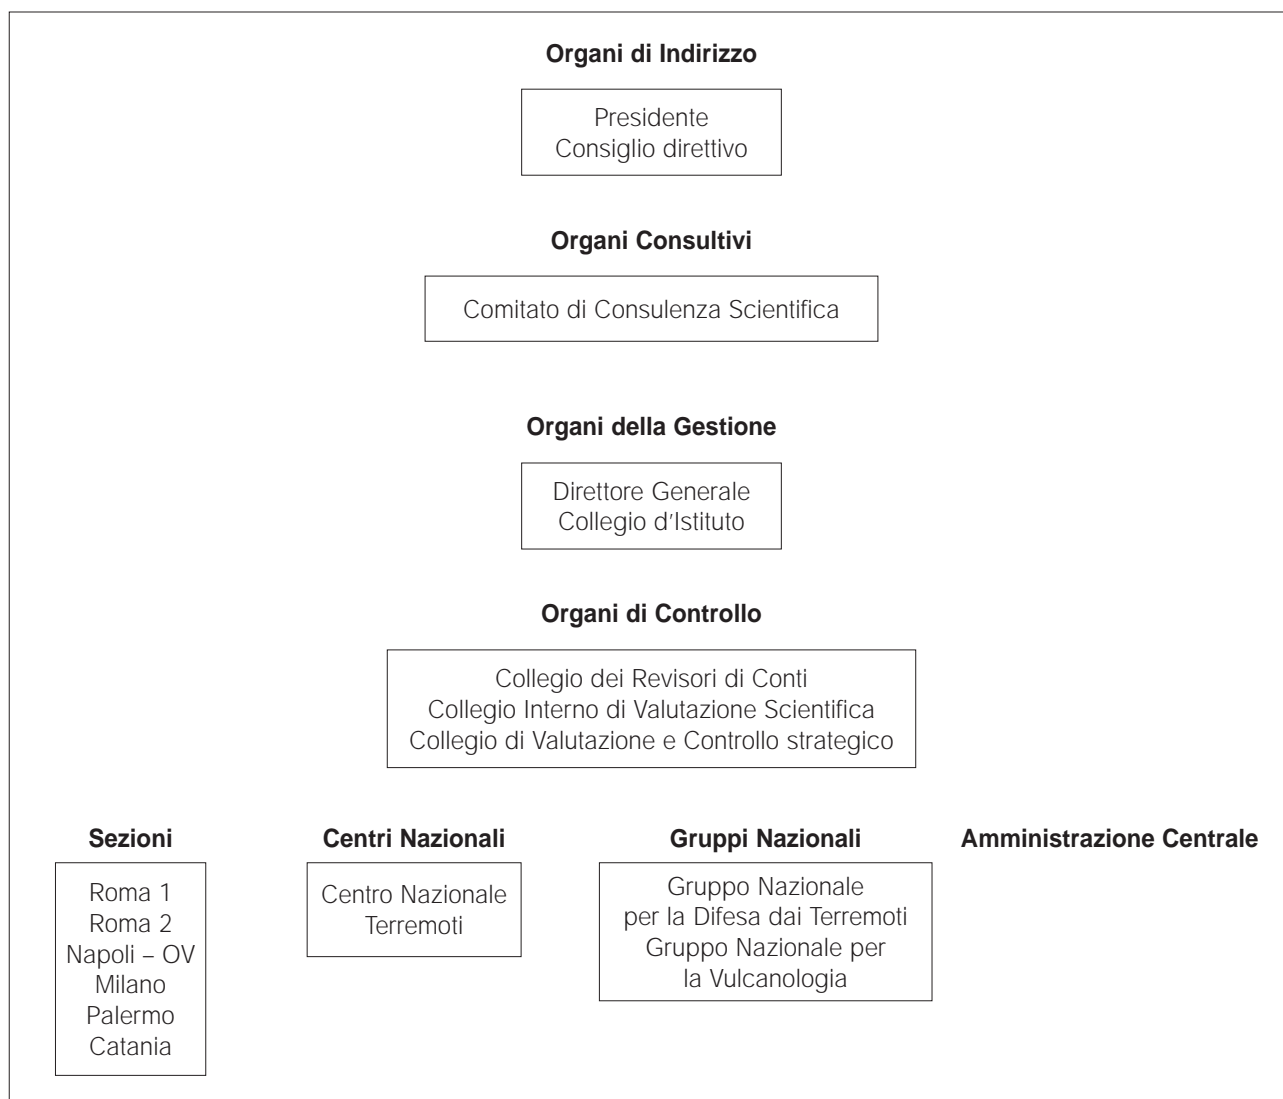 Organi di Indirizzo
Presidente
Consiglio direttivo
Organi Consultivi
Comitato di Consulenza Scientifica
Organi della Gestione
Direttore Generale
Collegio d'Istituto
Organi di Controllo
Collegio dei Revisori di Conti
Collegio Interno di Valutazione Scientifica
Collegio di Valutazione e Controllo strategico
Sezioni
Roma 1
Roma 2
Napoli – OV
Milano
Palermo
Catania
Centri Nazionali
Centro Nazionale
Terremoti
Gruppi Nazionali
Gruppo Nazionale
per la Difesa dai Terremoti
Gruppo Nazionale per
la Vulcanologia
Amministrazione Centrale